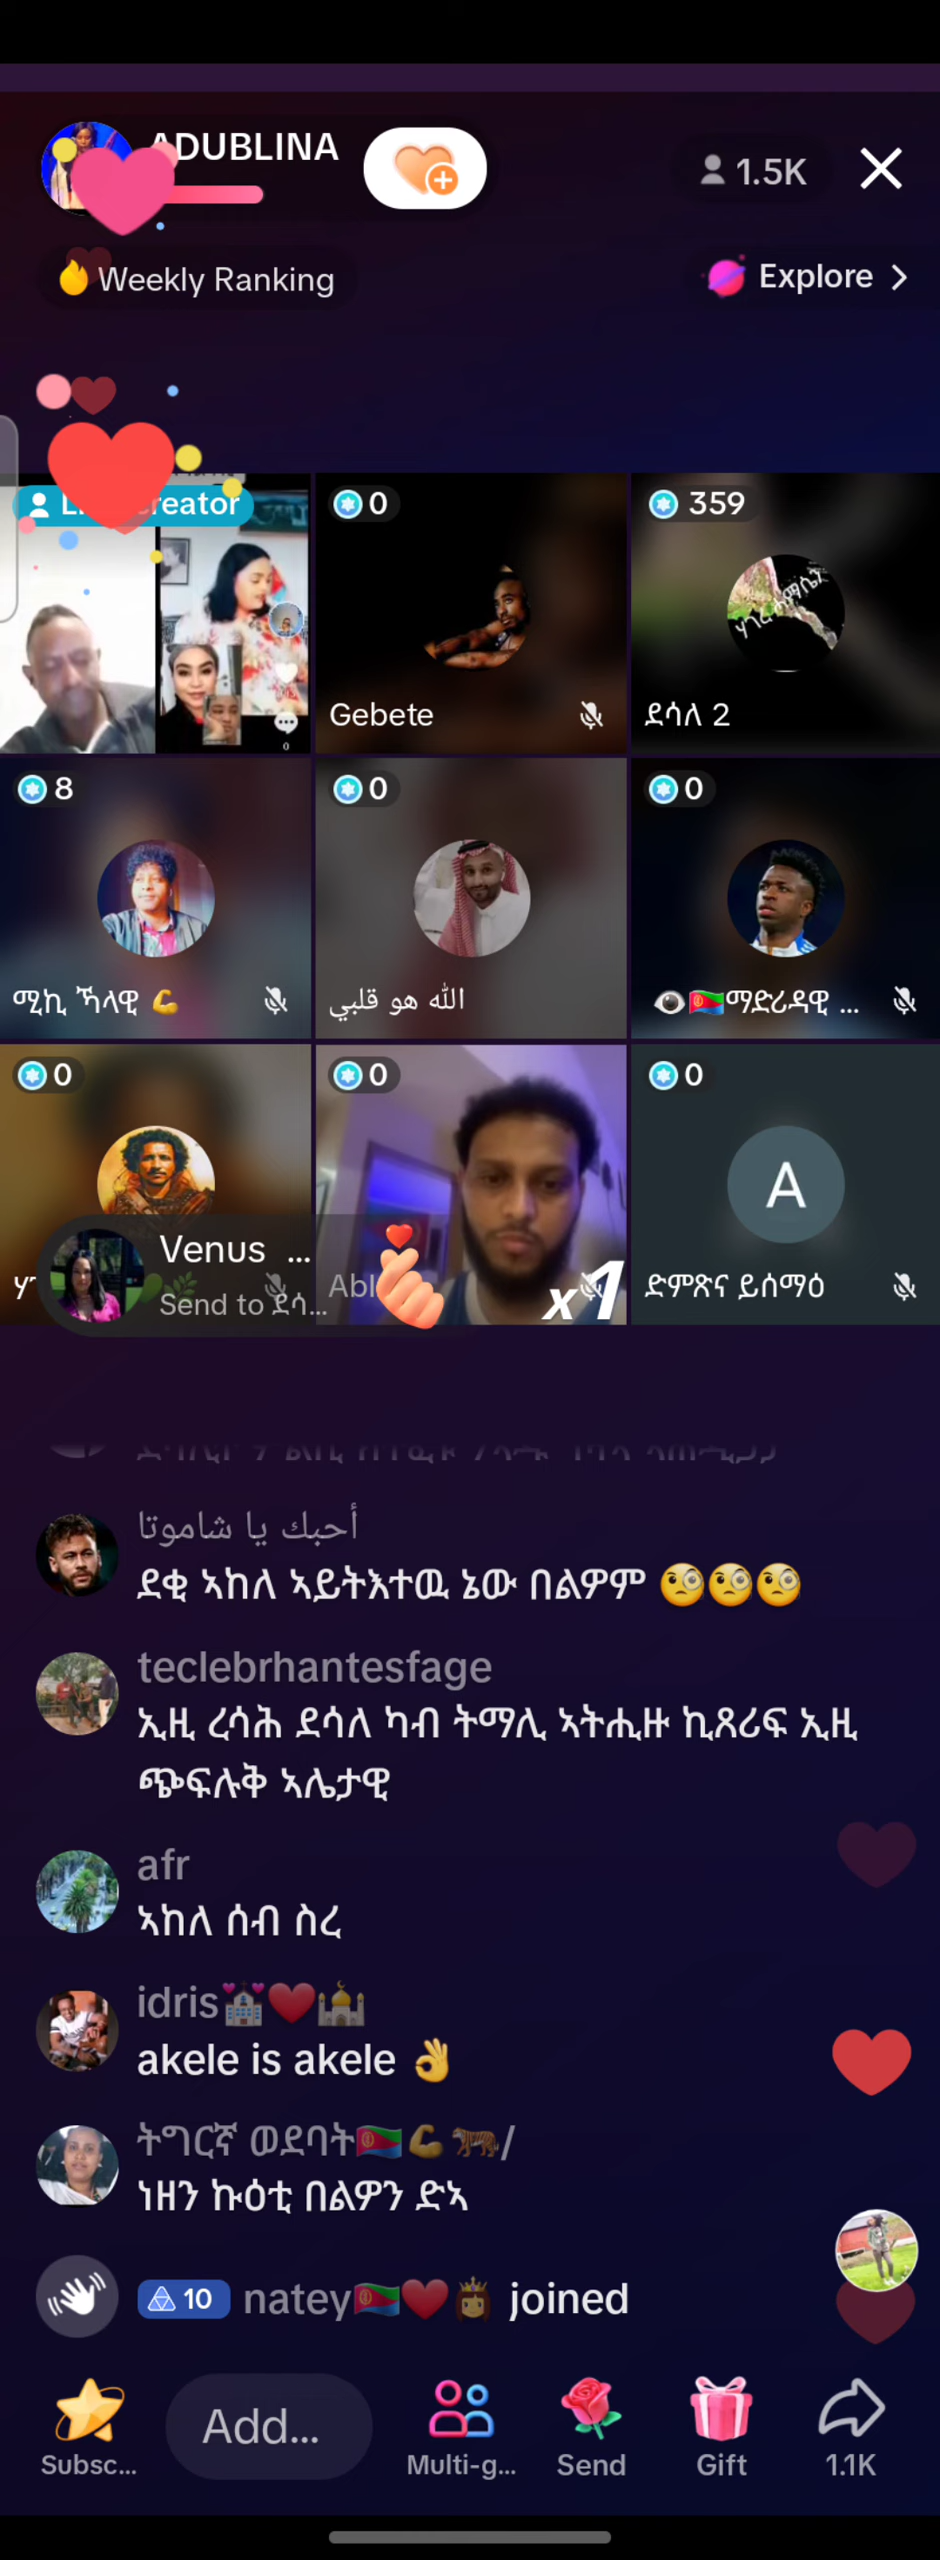 ADUBLINA
1.5K
Weekly Ranking
Explore
0
359
Gebete
ደሳለ 2
8
0
0
ሚኪ ኻላዊ 💪
الله هو قلبي
👁🇪🇷ማድሪዳዊ ...
0
0
0
A
Venus ...
Send to ደሳ...
Abl
x1
ድምጽና ይሰማዕ
أحبك يا شاموتا
ደቂ ኣከለ ኣይትእተዉ ኔው በልዎም 🧐🧐🧐
teclebrhantesfage
ኢዚ ረሳሕ ደሳለ ካብ ትማሊ ኣትሒዙ ኪጸሪፍ ኢዚ
ጭፍሉቅ ኣሌታዊ
afr
ኣከለ ሰብ ስረ
idris💒❤️🕌
akele is akele 👌
ትግርኛ ወደባት🇪🇷💪🐅/
ነዘን ኩዕቲ በልዎን ድኣ
10 natey🇪🇷❤️👸 joined
Subsc...
Add...
Multi-g...
Send
Gift
1.1K